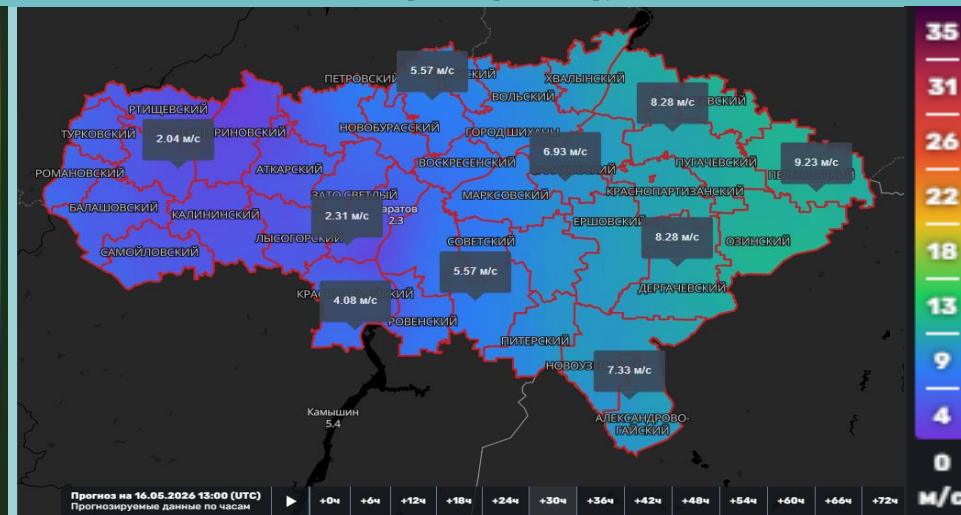 5.57 м/с
ПЕТРОВСКИЙ
ХВАЛЫНСКИЙ
ВОЛЬСКИЙ
8.28 м/с
РТИЩЕВСКИЙ
ТУРКОВСКИЙ
2.04 м/с
НОВОБУРАССКИЙ
ГОРОД ШИХАНЫ
6.93 м/с
РОМАНОВСКИЙ
АТКАРСКИЙ
ВОСКРЕСЕНСКИЙ
ПУГАЧЕВСКИЙ
9.23 м/с
ЗАТО СВЕТЛЫЙ
МАРКСОВСКИЙ
КРАСНОПАРТИЗАНСКИЙ
БАЛАШОВСКИЙ
КАЛИНИНСКИЙ
2.31 м/с
2.3
ЕРШОВСКИЙ
8.28 м/с
ЛЫСОГОРСКИЙ
СОВЕТСКИЙ
ОЗИНСКИЙ
САМОЙЛОВСКИЙ
5.57 м/с
4.08 м/с
ДЕРГАЧЕВСКИЙ
РОВЕНСКИЙ
ПИТЕРСКИЙ
7.33 м/с
Камышин
5.4
АЛЕКСАНДРОВО-
ГАЙСКИЙ
35
31
26
22
18
13
9
4
0
м/с
Прогноз на 16.05.2026 13:00 (UTC)
Прогнозируемые данные по часам
+0ч +6ч +12ч +18ч +24ч +30ч +36ч +42ч +48ч +54ч +60ч +66ч +72ч